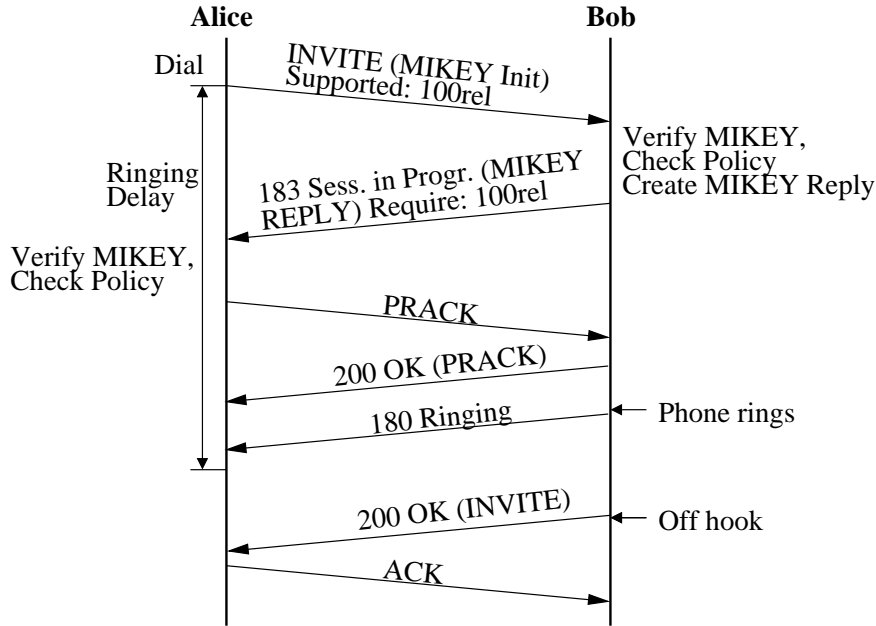 Alice
Bob
Dial
INVITE (MIKEY Init)
Supported: 100rel
Verify MIKEY,
Check Policy
Create MIKEY Reply
Ringing
Delay
183 Sess. in Progr. (MIKEY
REPLY) Require: 100rel
Verify MIKEY,
Check Policy
PRACK
200 OK (PRACK)
180 Ringing
Phone rings
200 OK (INVITE)
Off hook
ACK